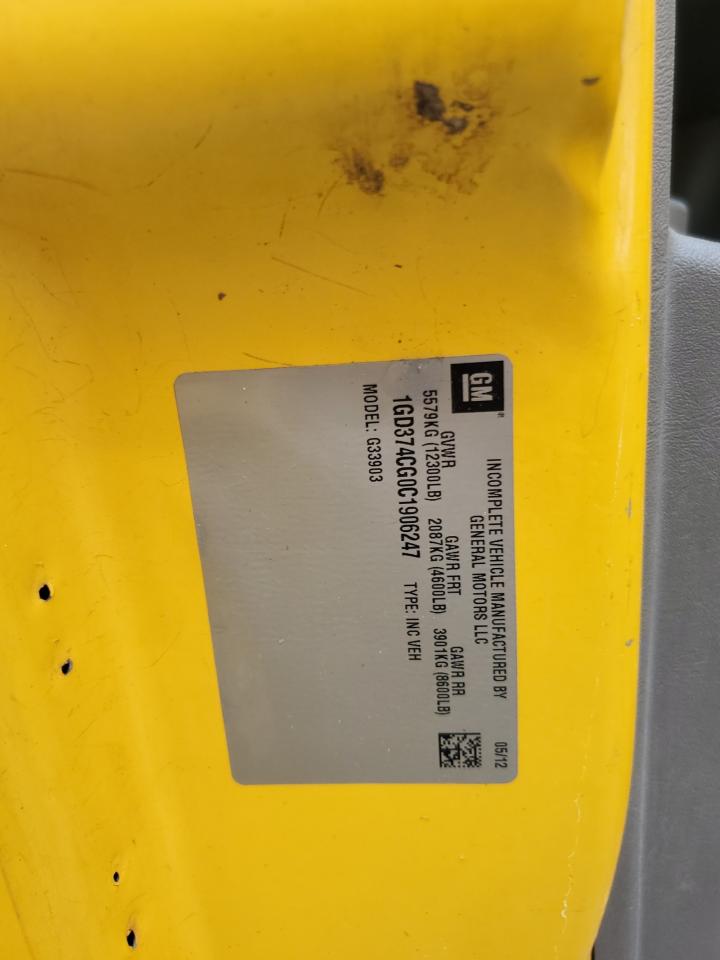 GM
INCOMPLETE VEHICLE MANUFACTURED BY
GENERAL MOTORS LLC
05/12
GVWR GAWR FRT GAWR RR
5579KG (12300LB) 2087KG (4600LB) 3901KG (8600LB)
1GD374CG0C1906247 TYPE: INC VEH
MODEL: G33903